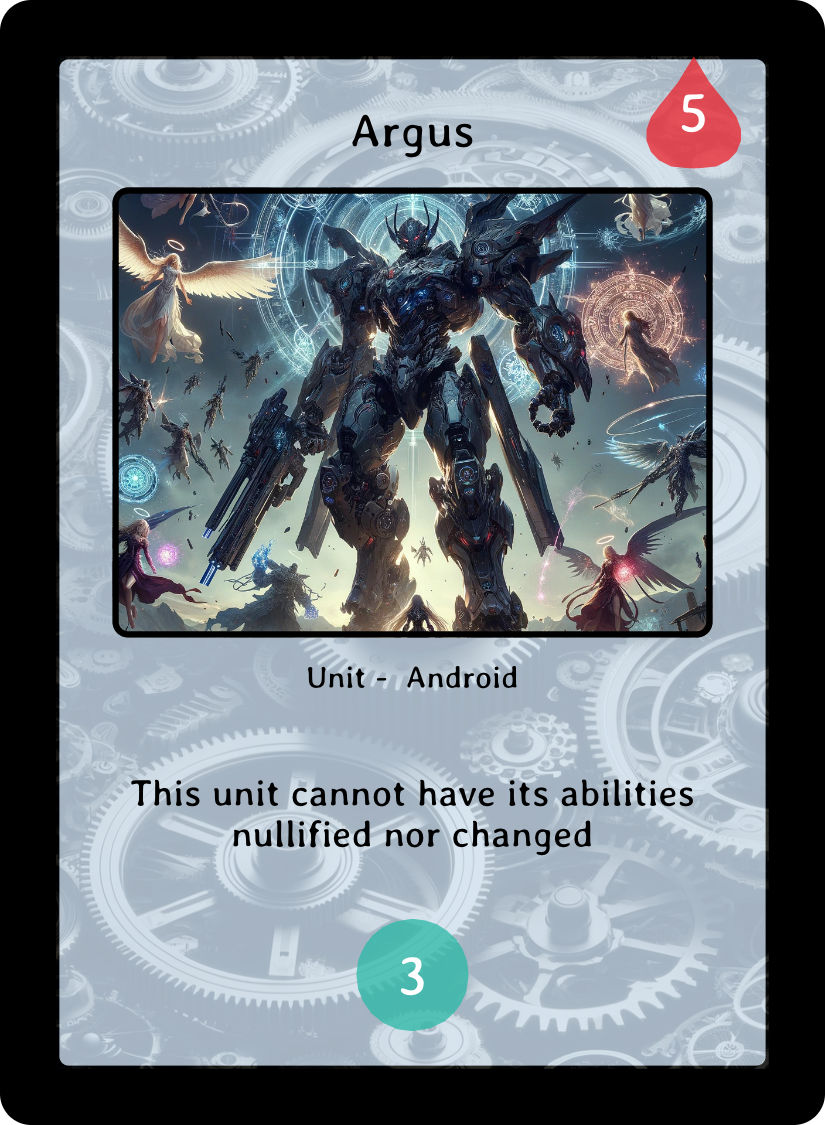 5
Argus
Unit - Android
This unit cannot have its abilities
nullified nor changed
3